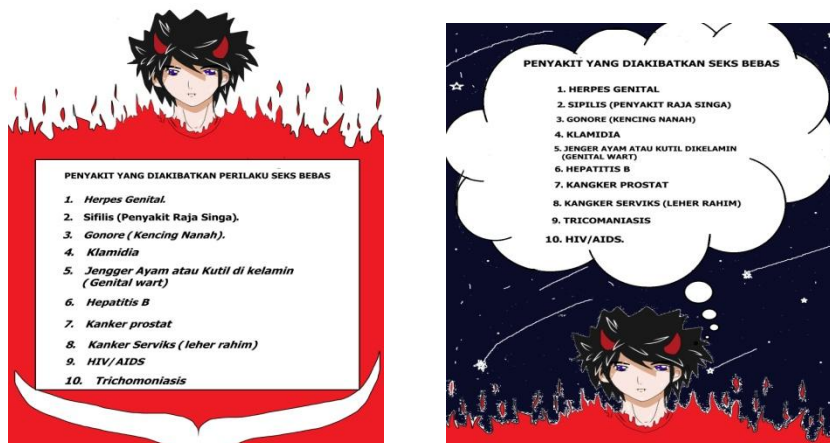 PENYAKIT YANG DIAKIBATKAN PERILAKU SEKS BEBAS
1. Herpes Genital.
2. Sifilis (Penyakit Raja Singa).
3. Gonore (Kencing Nanah).
4. Klamidia
5. Jengger Ayam atau Kutil di kelamin
(Genital wart)
6. Hepatitis B
7. Kanker prostat
8. Kanker Serviks (leher rahim)
9. HIV/AIDS
10. Trichomoniasis
PENYAKIT YANG DIAKIBATKAN SEKS BEBAS
1. HERPES GENITAL
2. SIPILIS (PENYAKIT RAJA SINGA)
3. GONORE (KENCING NANAH)
4. KLAMIDIA
5. JENGER AYAM ATAU KUTIL DIKELAMIN
(GENITAL WART)
6. HEPATITIS B
7. KANGKER PROSTAT
8. KANGKER SERVIKS (LEHER RAHIM)
9. TRICOMANIASIS
10. HIV/AIDS.